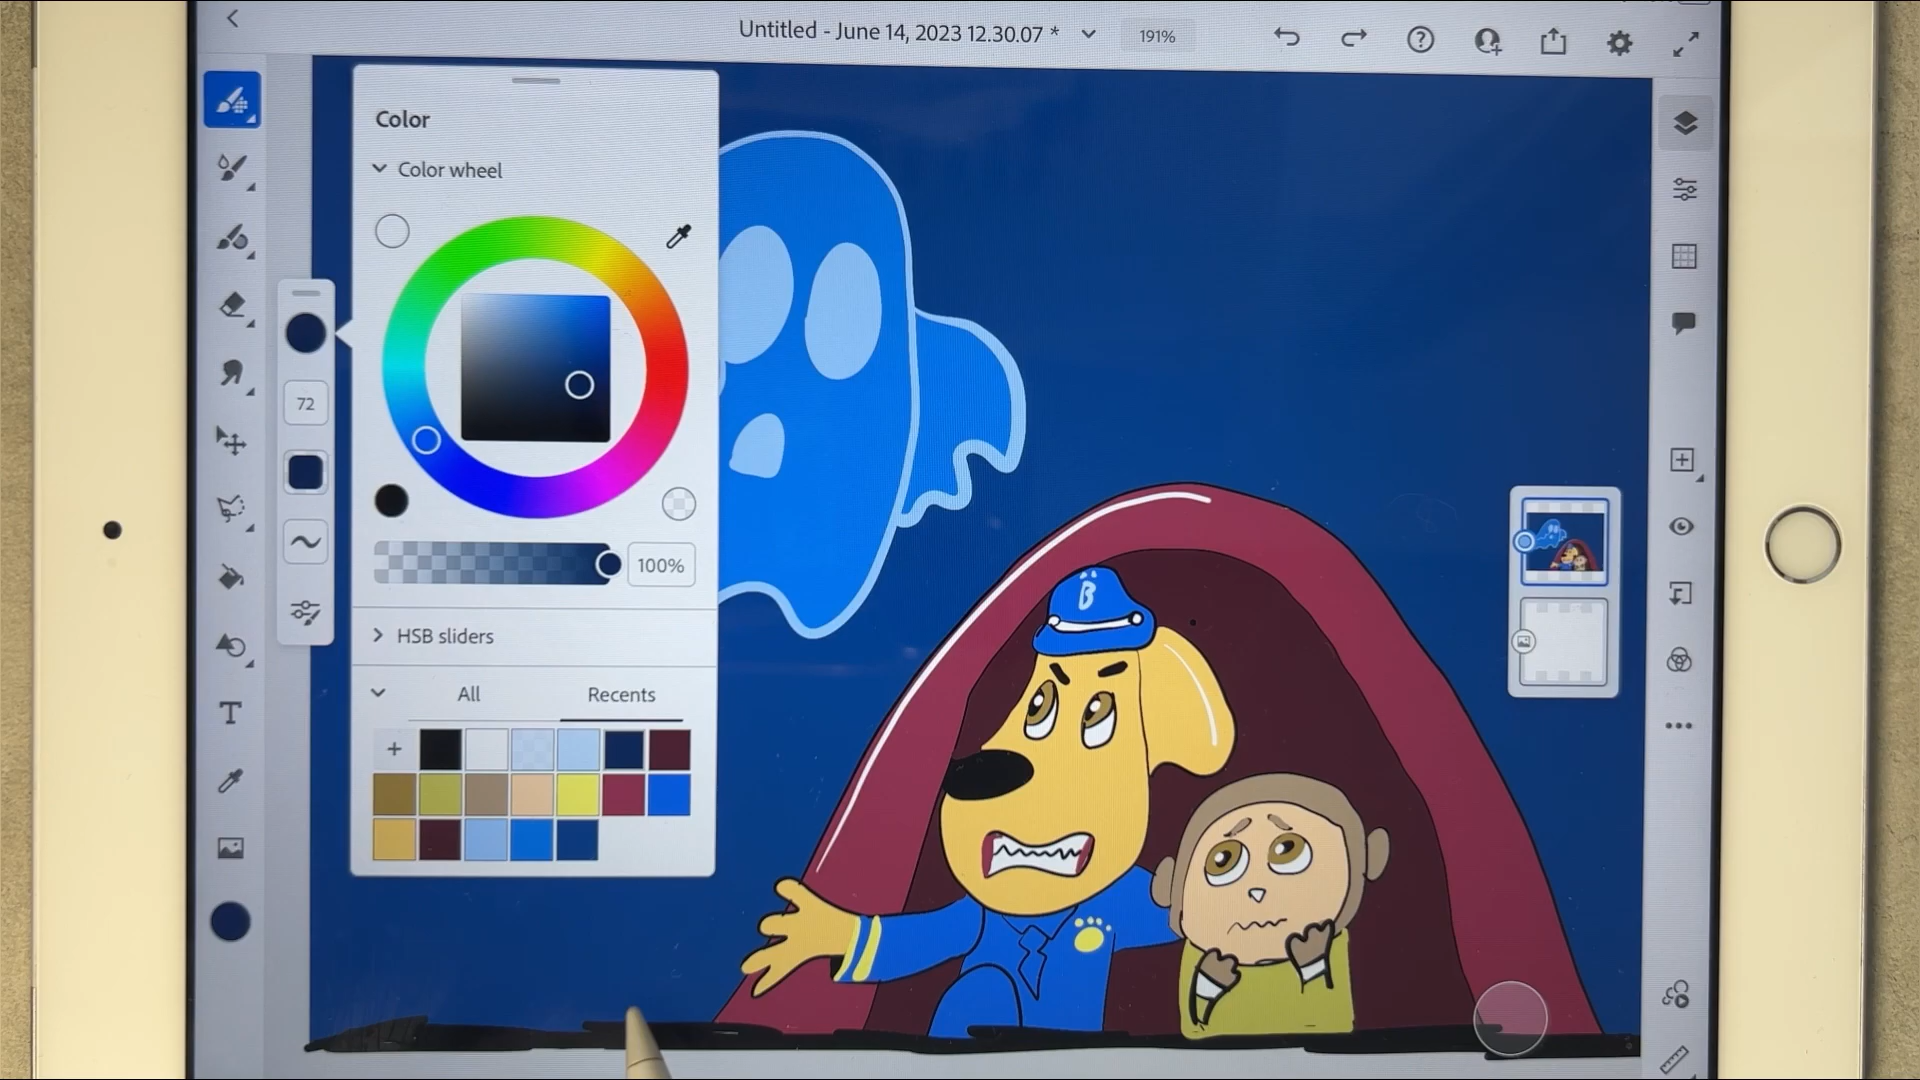 Untitled - June 14, 2023 12.30.07 *
191%
Color
Color wheel
72
100%
HSB sliders
All
Recents
B
T